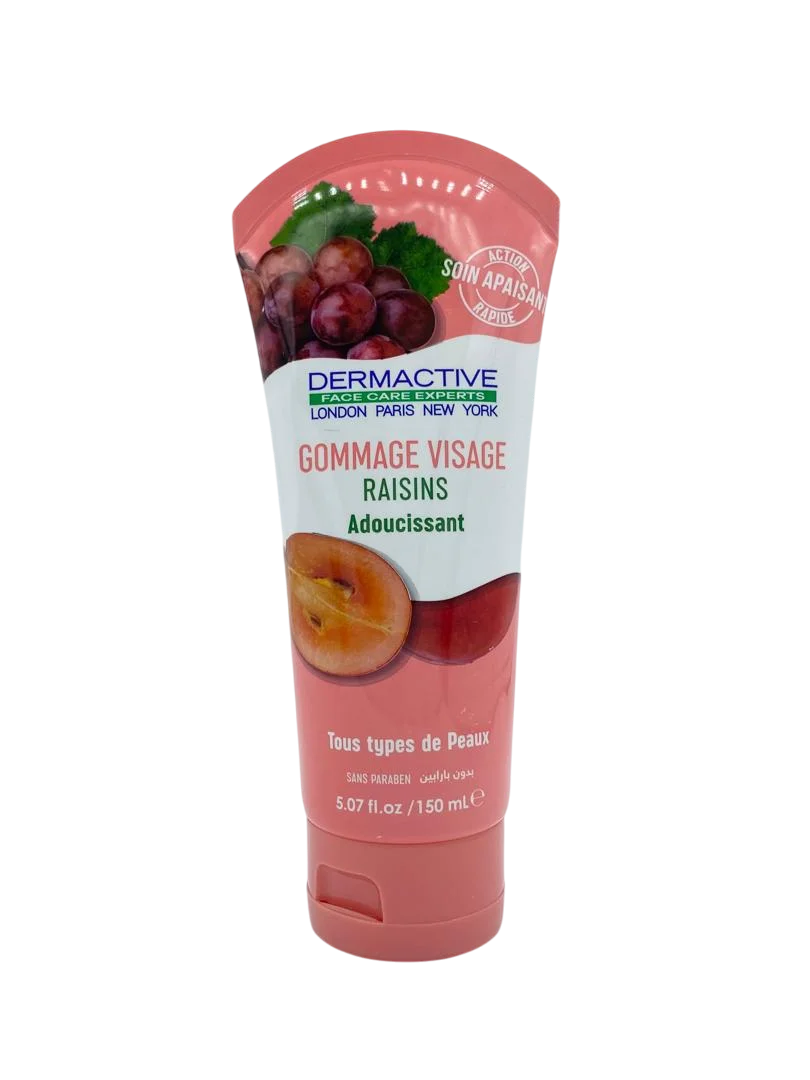 ACTION
SOIN APAISANT
RAPIDE
DERMACTIVE
FACE CARE EXPERTS
LONDON PARIS NEW YORK
GOMMAGE VISAGE
RAISINS
Adoucissant
Tous types de Peaux
SANS PARABEN بدون بارابين
5.07 fl.oz / 150 mL℮